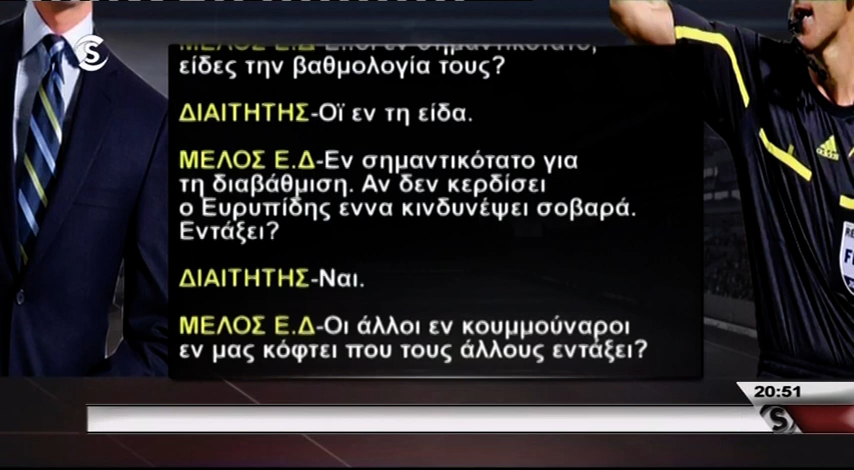 είδες την βαθμολογία τους?
ΔΙΑΙΤΗΤΗΣ-Οϊ εν τη είδα.
ΜΕΛΟΣ Ε.Δ-Εν σημαντικότατο για
τη διαβάθμιση. Αν δεν κερδίσει
ο Ευρυπίδης εννα κινδυνέψει σοβαρά.
Εντάξει?
ΔΙΑΙΤΗΤΗΣ-Ναι.
ΜΕΛΟΣ Ε.Δ-Οι άλλοι εν κουμμούναροι
εν μας κόφτει που τους άλλους εντάξει?
adidas
20:51
S
S